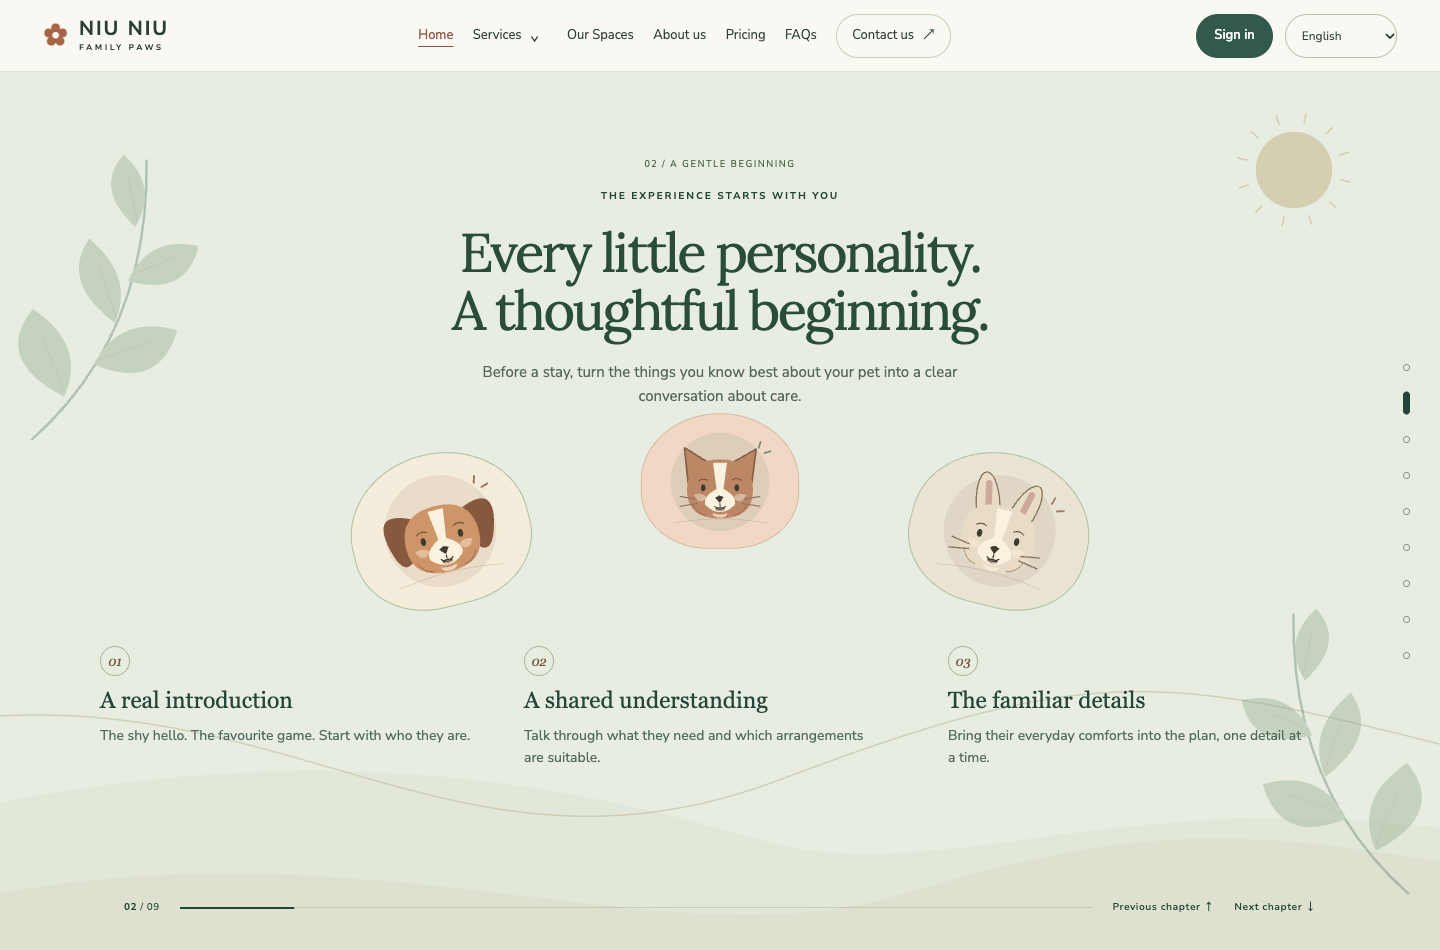 NIU NIU
FAMILY PAWS
Home
Services
Our Spaces
About us
Pricing
FAQs
Contact us ↗
Sign in
English
02 / A GENTLE BEGINNING
THE EXPERIENCE STARTS WITH YOU
Every little personality.
A thoughtful beginning.
Before a stay, turn the things you know best about your pet into a clear
conversation about care.
01
A real introduction
The shy hello. The favourite game. Start with who they are.
02
A shared understanding
Talk through what they need and which arrangements
are suitable.
03
The familiar details
Bring their everyday comforts into the plan, one detail at
a time.
02 / 09
Previous chapter ↑
Next chapter ↓